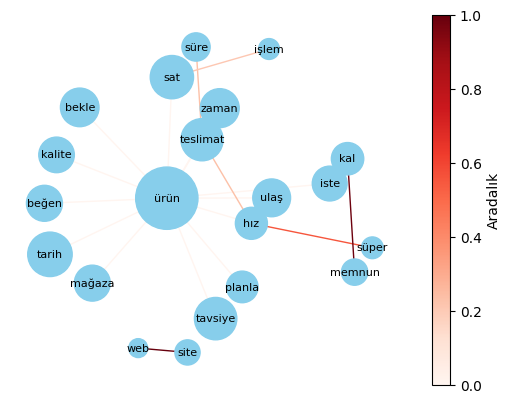 süre
işlem
sat
bekle
zaman
teslimat
kalite
kal
iste
ürün
ulaş
beğen
hız
süper
tarih
memnun
mağaza
planla
tavsiye
web
site
1.0
0.8
0.6
0.4
0.2
0.0
Aradalık